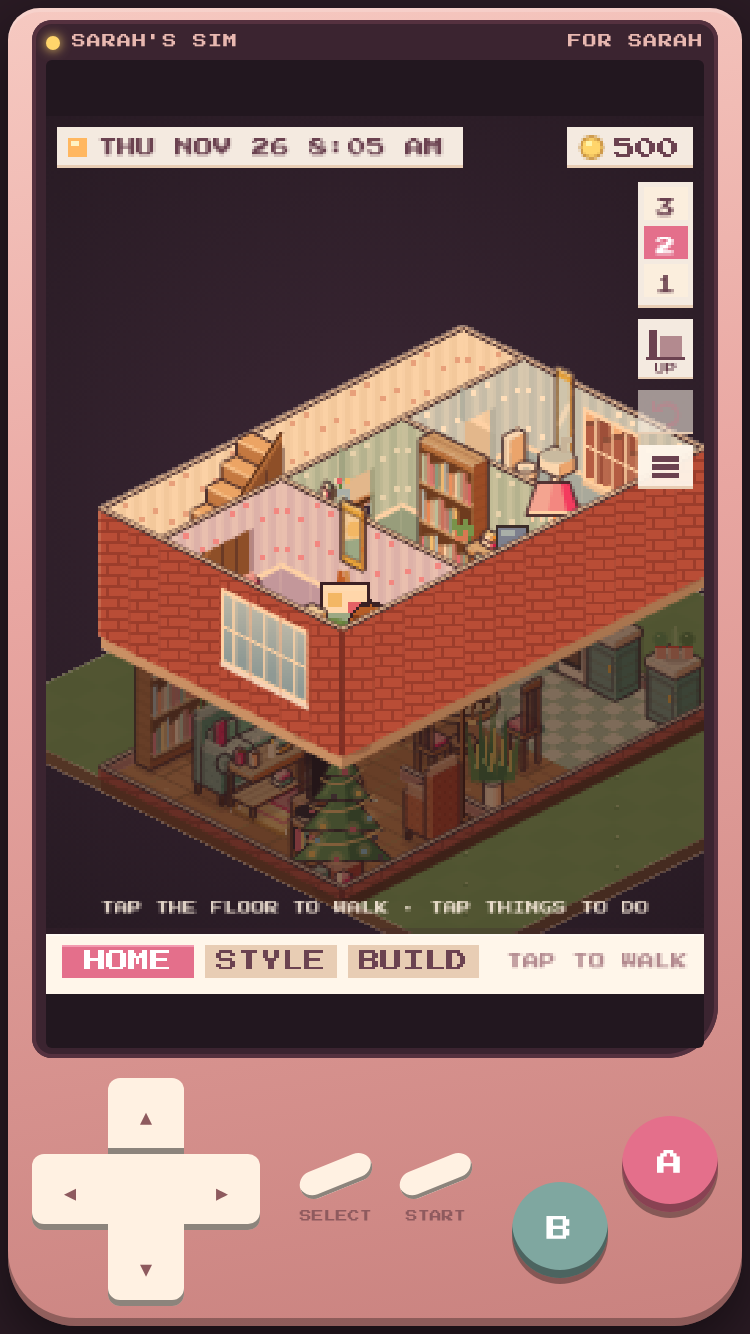 SARAH'S SIM
FOR SARAH
THU NOV 26 8:05 AM
500
3
2
1
UP
TAP THE FLOOR TO WALK · TAP THINGS TO DO
HOME
STYLE
BUILD
TAP TO WALK
▲
◄
►
▼
SELECT
START
B
A